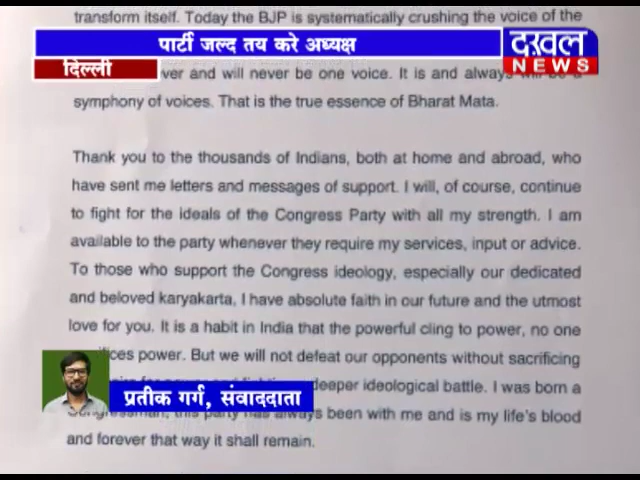 transform itself. Today the BJP is systematically crushing the voice of the
पार्टी जल्द तय करे अध्यक्ष
दख़ल
NEWS
दिल्ली
and will never be one voice. It is and always
symphony of voices. That is the true essence of Bharat Mata.
Thank you to the thousands of Indians, both at home and abroad, who
have sent me letters and messages of support. I will, of course, continue
to fight for the ideals of the Congress Party with all my strength. I am
available to the party whenever they require my services, input or advice.
To those who support the Congress ideology, especially our dedicated
and beloved karyakarta, I have absolute faith in our future and the utmost
love for you. It is a habit in India that the powerful cling to power, no one
power. But we will not defeat our opponents without sacrificing
deeper ideological battle. I was born a
प्रतीक गर्ग, संवाददाता
this party has always been with me and is my life's blood
and forever that way it shall remain.